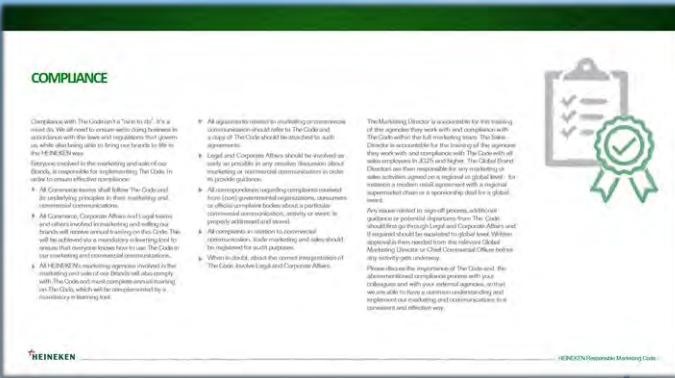 COMPLIANCE
Compliance with The Code isn't a "nice to do". It's a
must do. We all need to ensure we're doing business in
accordance with the laws and regulations that govern
us, while also being able to bring our brands to life in
the HEINEKEN way.
Everyone involved in the marketing and sale of our
Brands, is responsible for implementing The Code. In
order to ensure effective compliance:
All Commerce teams shall follow The Code and
its underlying principles in their marketing and
commercial communications.
All Commerce, Corporate Affairs and Legal teams
and others involved in marketing and selling our
brands will receive annual training on this Code. This
will be achieved via a mandatory e-learning tool to
ensure that everyone knows how to use The Code in
our marketing and commercial communications.
All HEINEKEN's marketing agencies involved in the
marketing and sale of our Brands will also comply
with The Code and must complete annual training
on The Code, which will be complemented by a
mandatory e-learning tool.
All agreements related to marketing or commercial
communication should refer to The Code and
a copy of The Code should be attached to such
agreements.
Legal and Corporate Affairs should be involved as
early as possible in any creative discussion about
marketing or commercial communication in order
to provide guidance.
All correspondence regarding complaints received
from (non) governmental organizations, consumers
or official complaint bodies about a particular
commercial communication, activity or event is
properly addressed and stored.
All complaints in relation to commercial
communication, trade marketing and sales should
be registered for audit purposes.
When in doubt, about the correct interpretation of
The Code, involve Legal and Corporate Affairs.
The Marketing Director is accountable for the training
of the agencies they work with and compliance with
The Code within the full marketing team. The Sales
Director is accountable for the training of the agencies
they work with and compliance with The Code with all
sales employees in JG25 and higher. The Global Brand
Directors are then responsible for any marketing or
sales activities agreed on a regional or global level - for
instance a modern retail agreement with a regional
supermarket chain or a sponsorship deal for a global
event.
Any issues related to sign-off process, additional
guidance or potential departures from The Code
should first go through Legal and Corporate Affairs and
if required should be escalated to global level. Written
approval is then needed from the relevant Global
Marketing Director or Chief Commercial Officer before
any activity gets underway.
Please discuss the importance of The Code and the
abovementioned compliance process with your
colleagues and with your external agencies, so that
we are able to have a common understanding and
implement our marketing and communications in a
consistent and effective way.
HEINEKEN
HEINEKEN Responsible Marketing Code